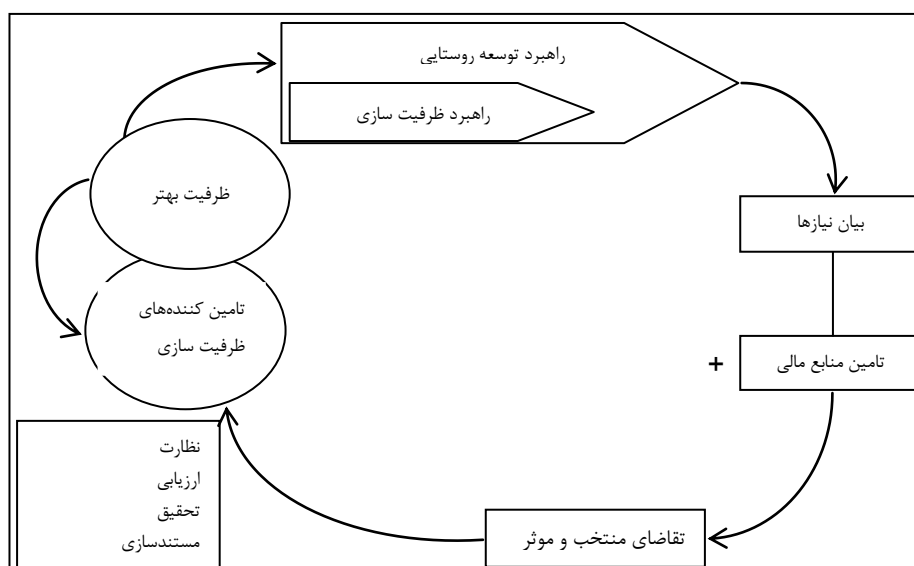 راهبرد توسعه روستایی
راهبرد ظرفیت سازی
ظرفیت بهتر
بیان نیازها
تامین کننده‌های
ظرفیت سازی
تامین منابع مالی
+
نظارت
ارزیابی
تحقیق
مستندسازی
تقاضای منتخب و موثر